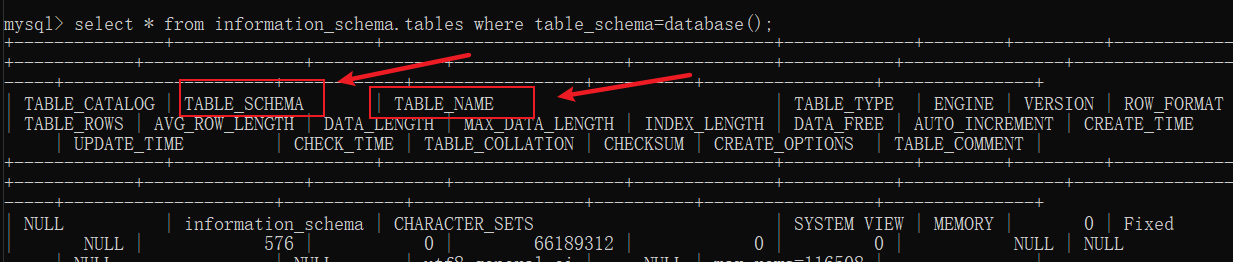 mysql> select * from information_schema.tables where table_schema=database();
| TABLE_CATALOG | TABLE_SCHEMA | TABLE_NAME | TABLE_TYPE | ENGINE | VERSION | ROW_FORMAT
| TABLE_ROWS | AVG_ROW_LENGTH | DATA_LENGTH | MAX_DATA_LENGTH | INDEX_LENGTH | DATA_FREE | AUTO_INCREMENT | CREATE_TIME
| UPDATE_TIME | CHECK_TIME | TABLE_COLLATION | CHECKSUM | CREATE_OPTIONS | TABLE_COMMENT |
| NULL | information_schema | CHARACTER_SETS | SYSTEM VIEW | MEMORY | 0 | Fixed
| NULL | 576 | 0 | 66189312 | 0 | 0 | NULL | NULL